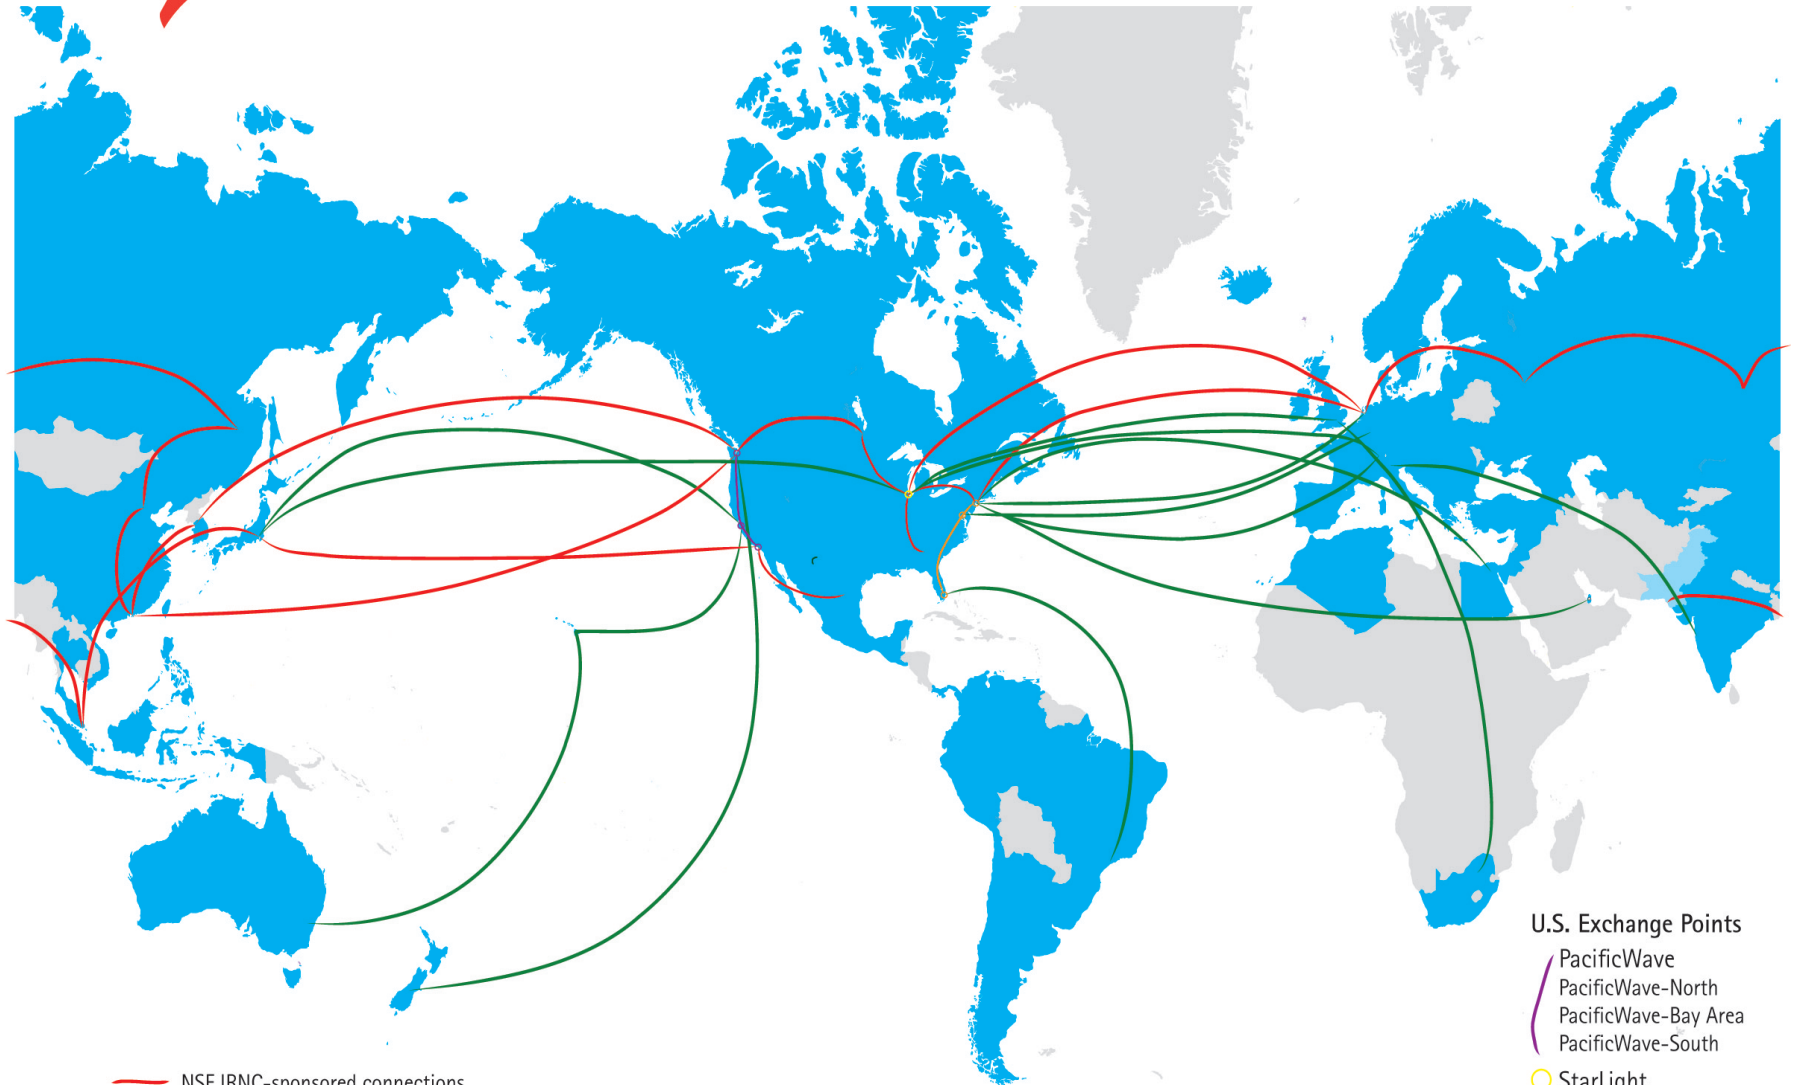 U.S. Exchange Points
PacificWave
PacificWave-North
PacificWave-Bay Area
PacificWave-South
StarLight
NSF IRNC-sponsored connections